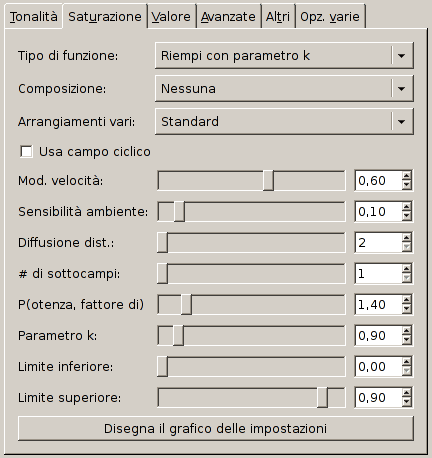 Tonalità Saturazione Valore Avanzate Altri Opz. varie
Tipo di funzione: Riempi con parametro k
Composizione: Nessuna
Arrangiamenti vari: Standard
Usa campo ciclico
Mod. velocità: 0,60
Sensibilità ambiente: 0,10
Diffusione dist.: 2
# di sottocampi: 1
P(otenza, fattore di) 1,40
Parametro k: 0,90
Limite inferiore: 0,00
Limite superiore: 0,90
Disegna il grafico delle impostazioni